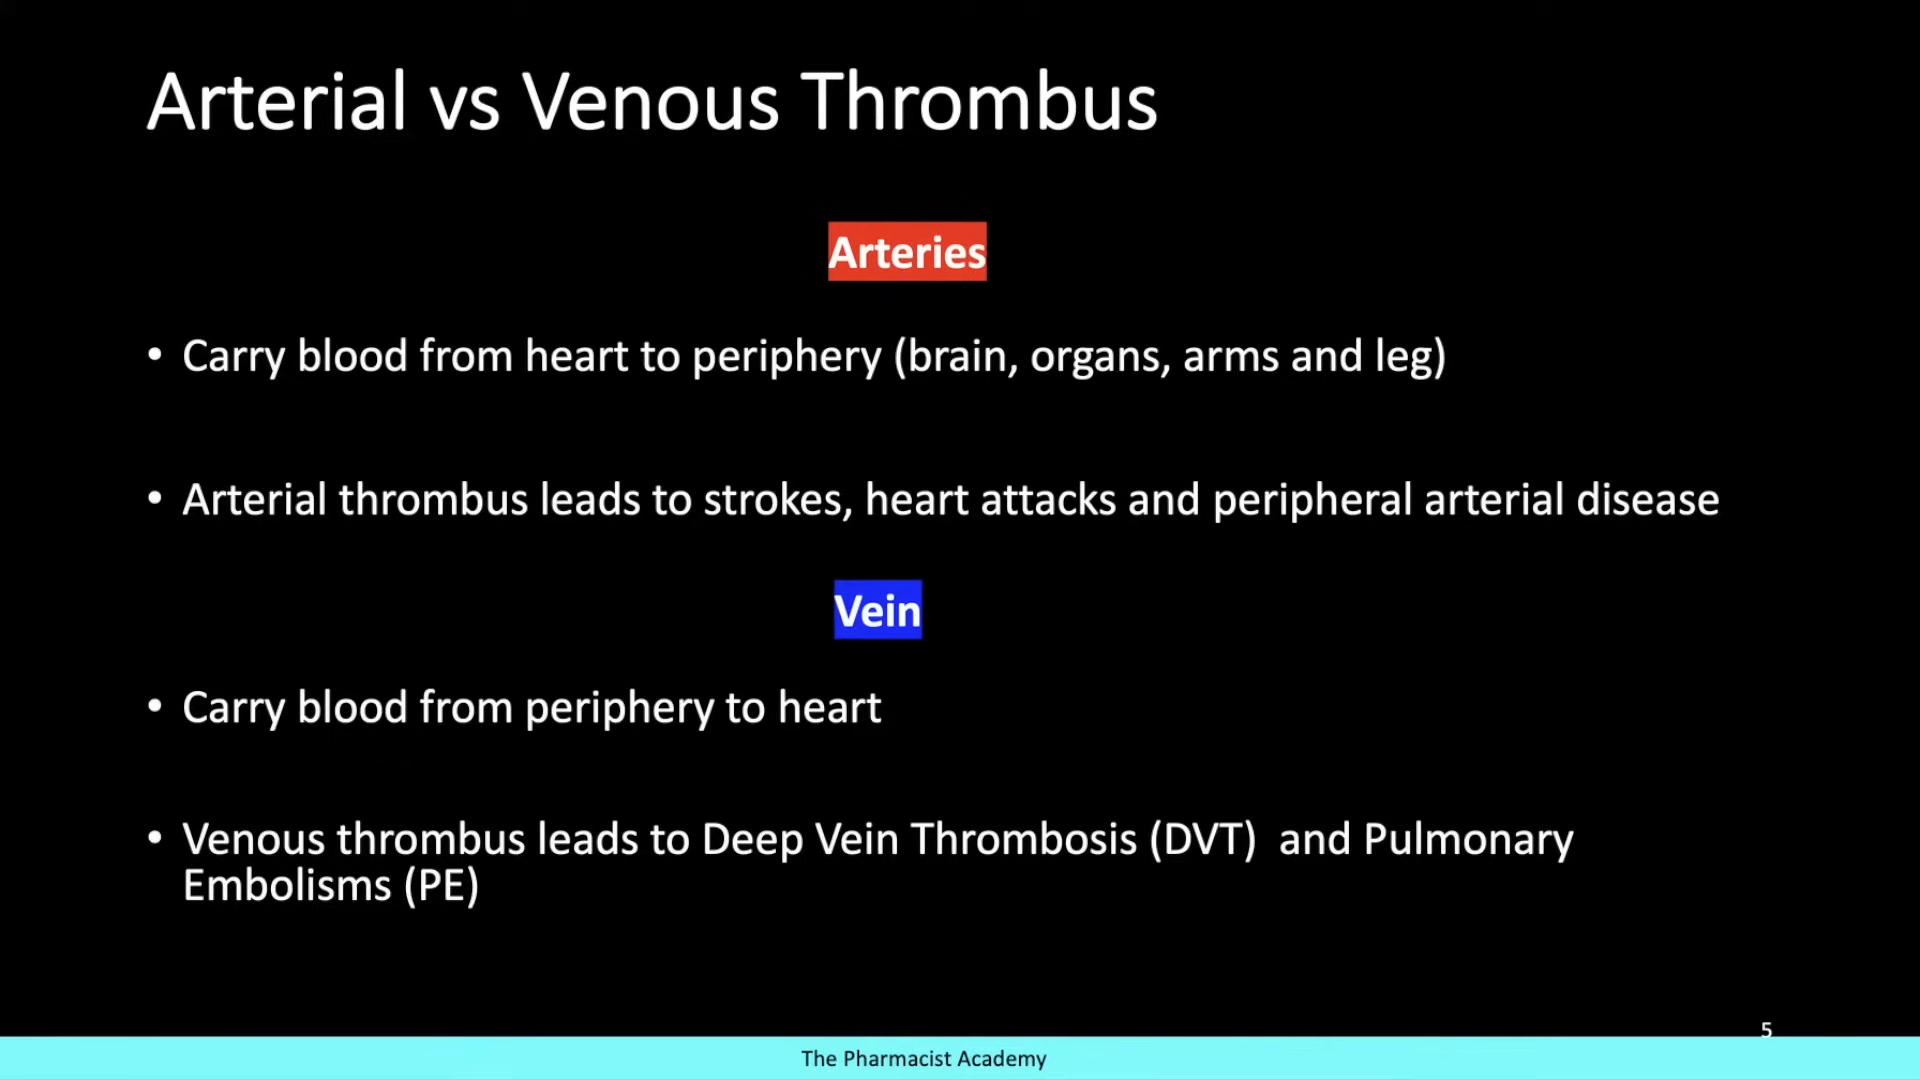 Arterial vs Venous Thrombus
Arteries
• Carry blood from heart to periphery (brain, organs, arms and leg)
• Arterial thrombus leads to strokes, heart attacks and peripheral arterial disease
Vein
• Carry blood from periphery to heart
• Venous thrombus leads to Deep Vein Thrombosis (DVT)  and Pulmonary
Embolisms (PE)
5
The Pharmacist Academy